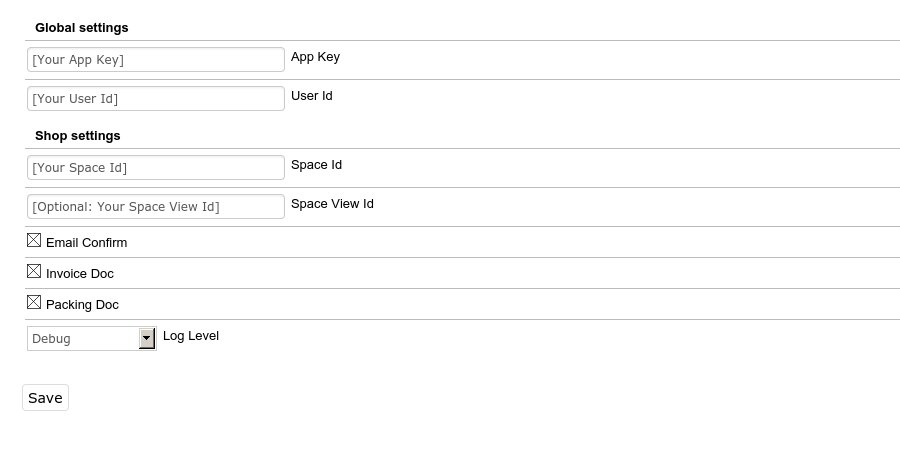 Global settings
[Your App Key] App Key
[Your User Id] User Id
Shop settings
[Your Space Id] Space Id
[Optional: Your Space View Id] Space View Id
Email Confirm
Invoice Doc
Packing Doc
Debug Log Level
Save